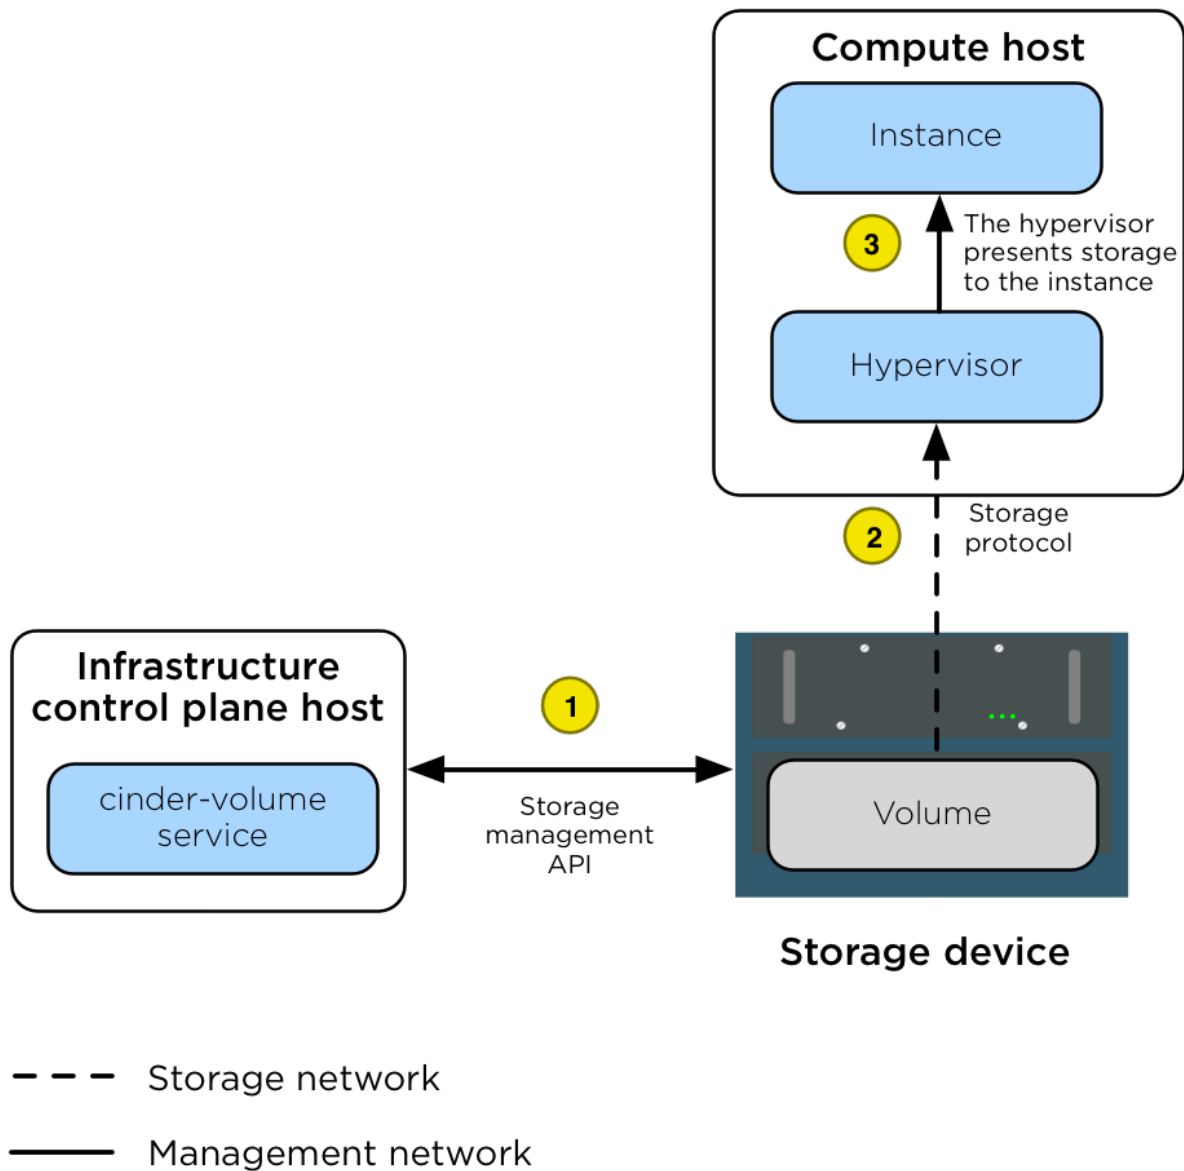 Compute host
Instance
3
The hypervisor
presents storage
to the instance
Hypervisor
2
Storage
protocol
Infrastructure
control plane host
cinder-volume
service
1
Storage
management
API
Volume
Storage device
Storage network
Management network